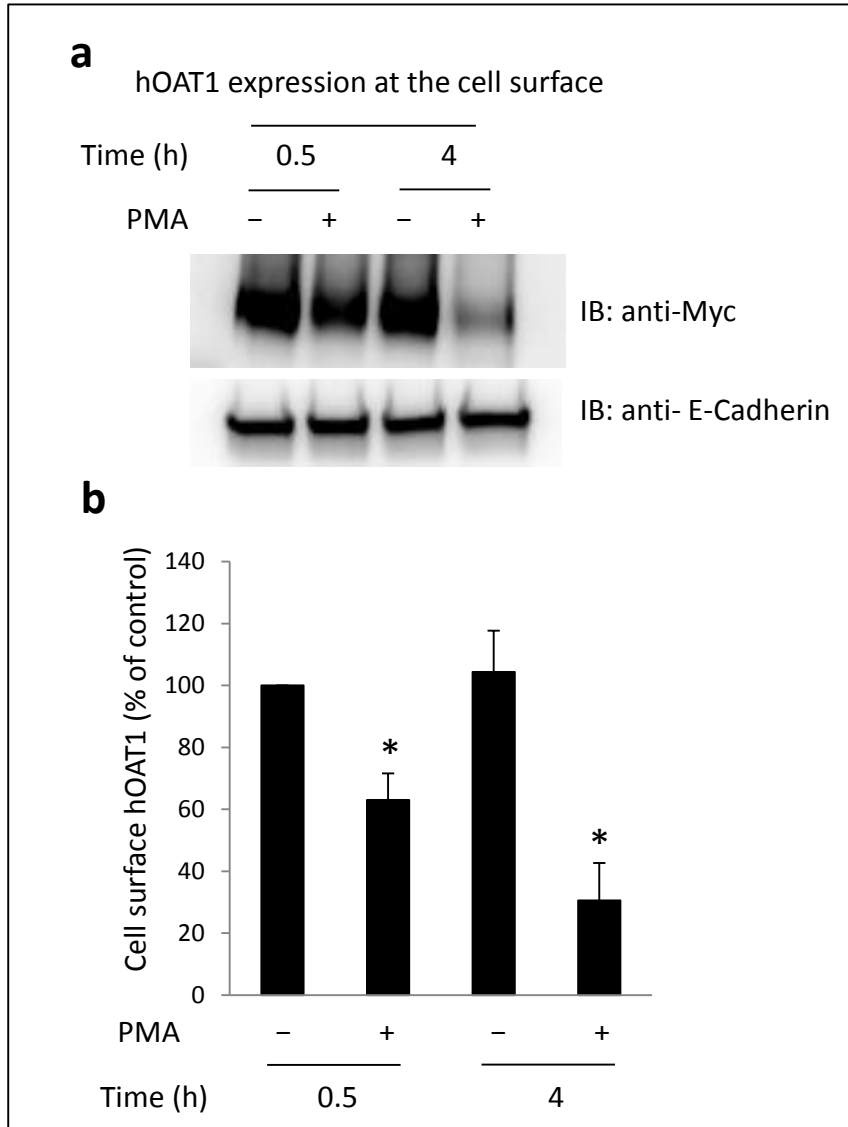 a
hOAT1 expression at the cell surface
Time (h) 0.5 4
PMA − + − +
IB: anti-Myc
IB: anti- E-Cadherin
b
Cell surface hOAT1 (% of control)
140
120
100
80
60
40
20
0
*
*
PMA − + − +
Time (h) 0.5 4